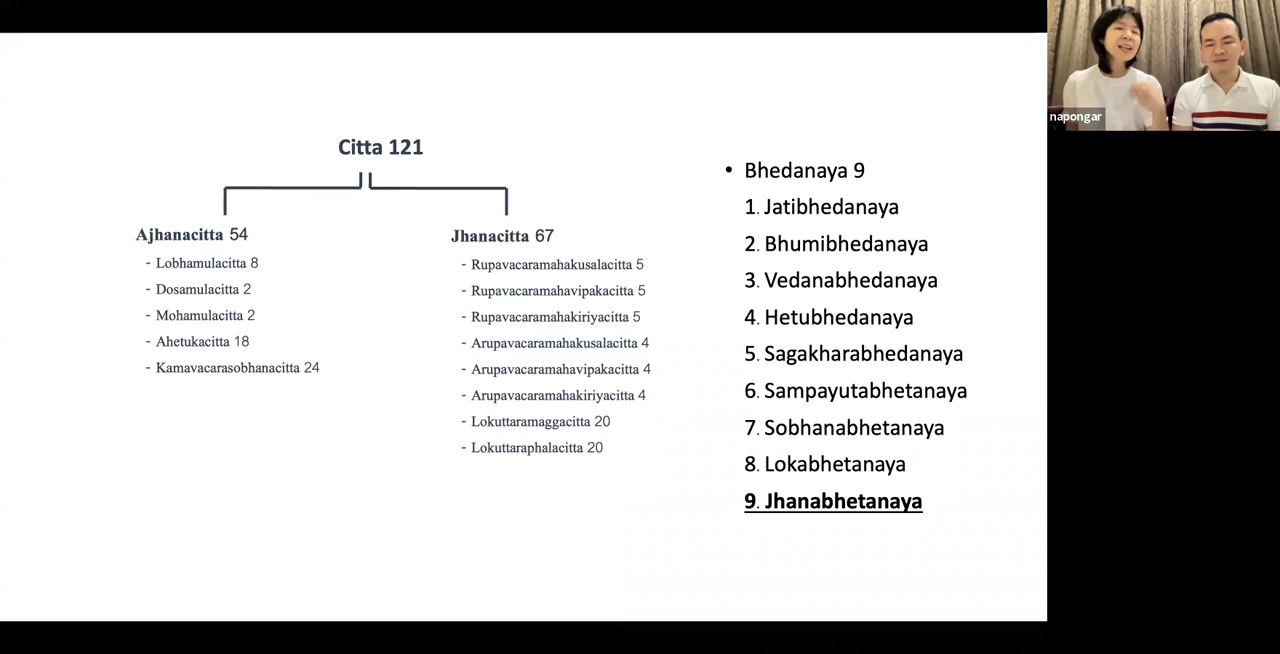 Citta 121
Ajhanacitta 54
- Lobhamulacitta 8
- Dosamulacitta 2
- Mohamulacitta 2
- Ahetukacitta 18
- Kamavacarasobhanacitta 24
Jhanacitta 67
- Rupavacaramahakusalacitta 5
- Rupavacaramahavipakacitta 5
- Rupavacaramahakiriyacitta 5
- Arupavacaramahakusalacitta 4
- Arupavacaramahavipakacitta 4
- Arupavacaramahakiriyacitta 4
- Lokuttaramaggacitta 20
- Lokuttaraphalacitta 20
• Bhedanaya 9
1. Jatibhedanaya
2. Bhumibhedanaya
3. Vedanabhedanaya
4. Hetubhedanaya
5. Sagakharabhedanaya
6. Sampayutabhetanaya
7. Sobhanabhetanaya
8. Lokabhetanaya
9. Jhanabhetanaya
napongar